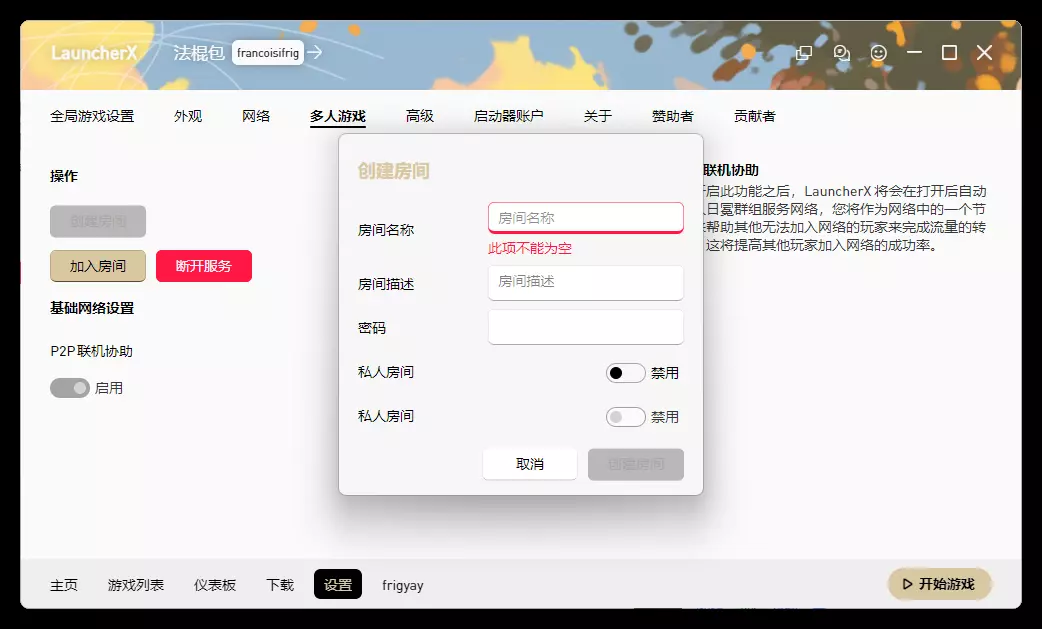 LauncherX
法棍包 francoisifrig
全局游戏设置 外观 网络 多人游戏 高级 启动器账户 关于 赞助者 贡献者
操作
创建房间
加入房间 断开服务
基础网络设置
P2P联机协助
启用
创建房间
房间名称 房间名称
此项不能为空
房间描述 房间描述
密码
私人房间 禁用
私人房间 禁用
取消 创建房间
联机协助
启此功能之后，LauncherX 将会在打开后自动
日冕群组服务网络，您将作为网络中的一个节
帮助其他无法加入网络的玩家来完成流量的转
这将提高其他玩家加入网络的成功率。
主页 游戏列表 仪表板 下载 设置 frigyay
开始游戏